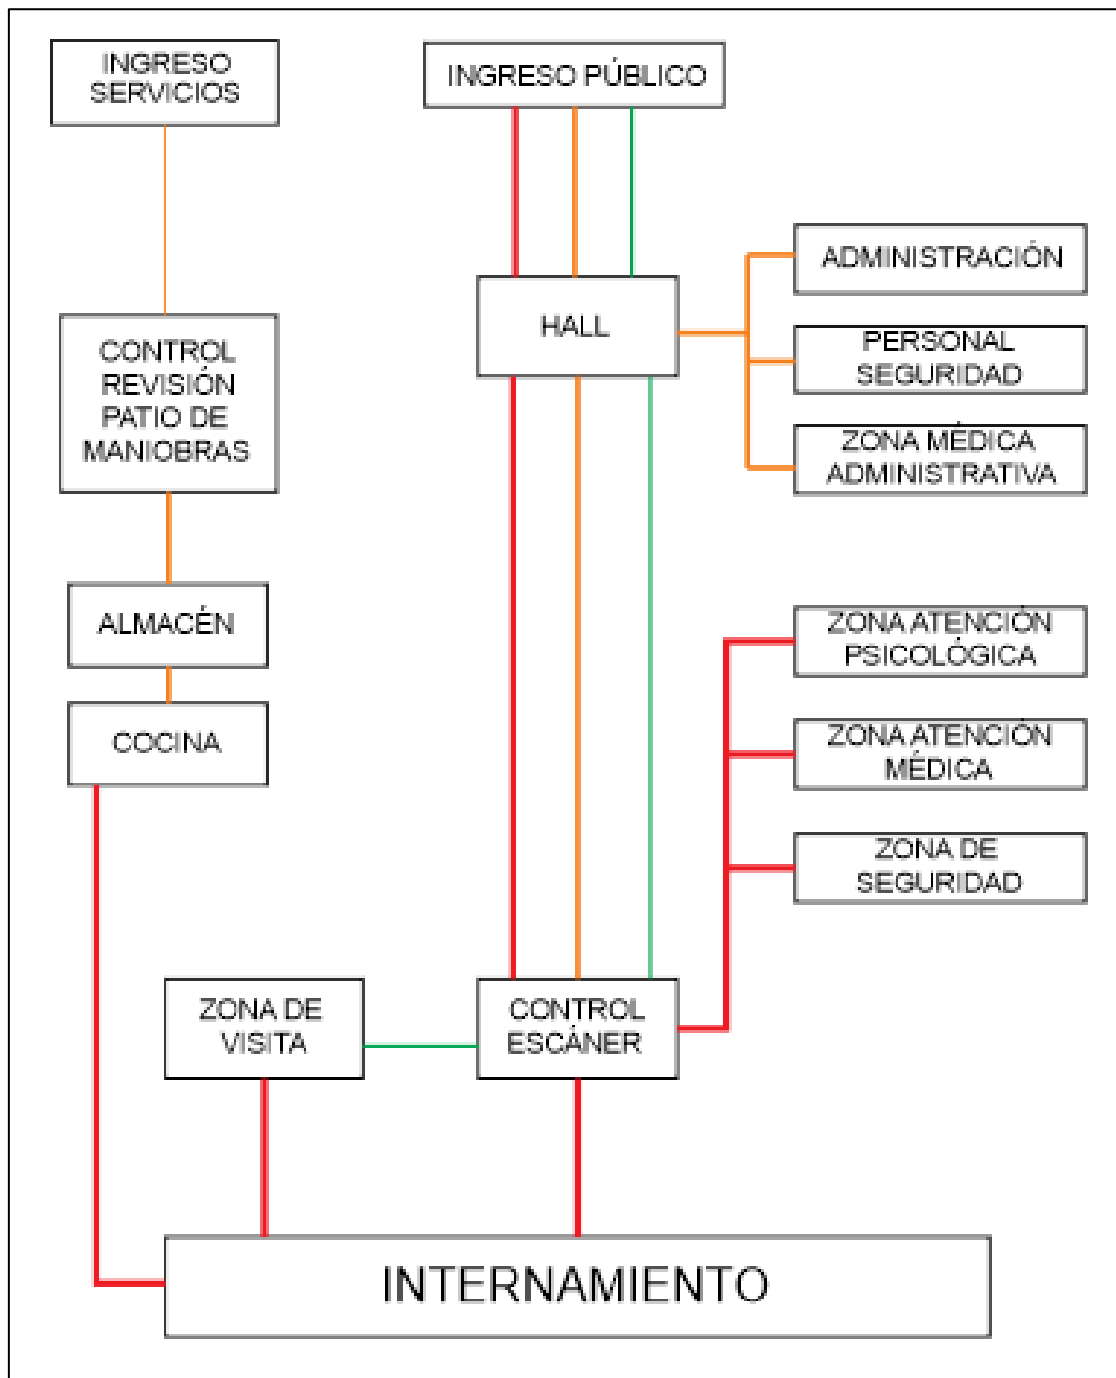 INGRESO
SERVICIOS
INGRESO PÚBLICO
ADMINISTRACIÓN
HALL
PERSONAL
SEGURIDAD
CONTROL
REVISIÓN
PATIO DE
MANIOBRAS
ZONA MÉDICA
ADMINISTRATIVA
ALMACÉN
ZONA ATENCIÓN
PSICOLÓGICA
COCINA
ZONA ATENCIÓN
MÉDICA
ZONA DE
SEGURIDAD
ZONA DE
VISITA
CONTROL
ESCÁNER
INTERNAMIENTO